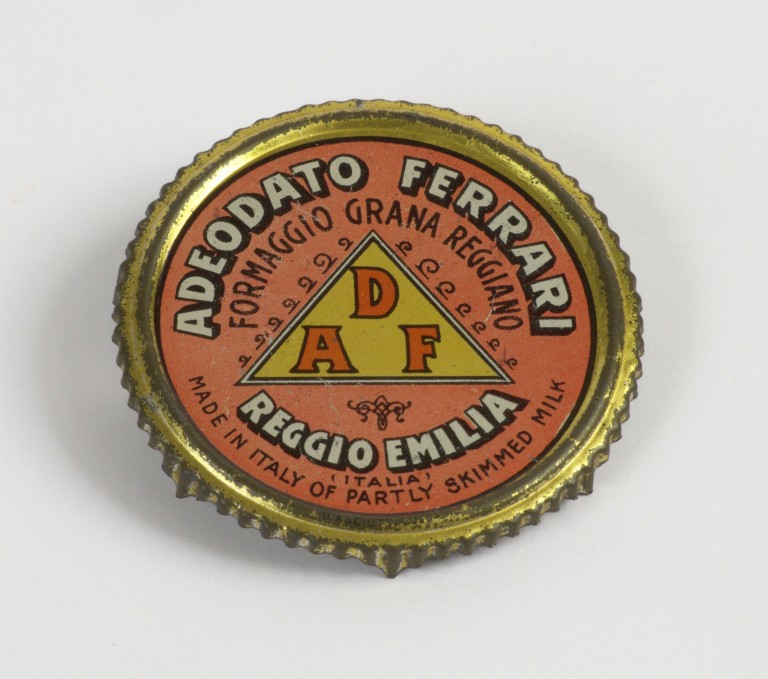 ADEODATO FERRARI
FORMAGGIO GRANA REGGIANO
D
A F
REGGIO EMILIA
(ITALIA)
MADE IN ITALY OF PARTLY SKIMMED MILK